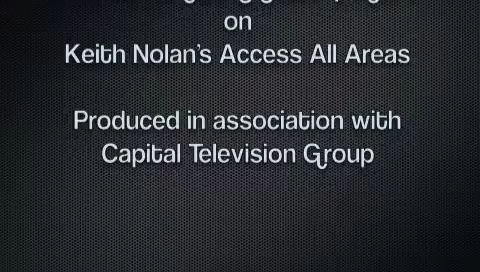 on
Keith Nolan's Access All Areas
Produced in association with
Capital Television Group